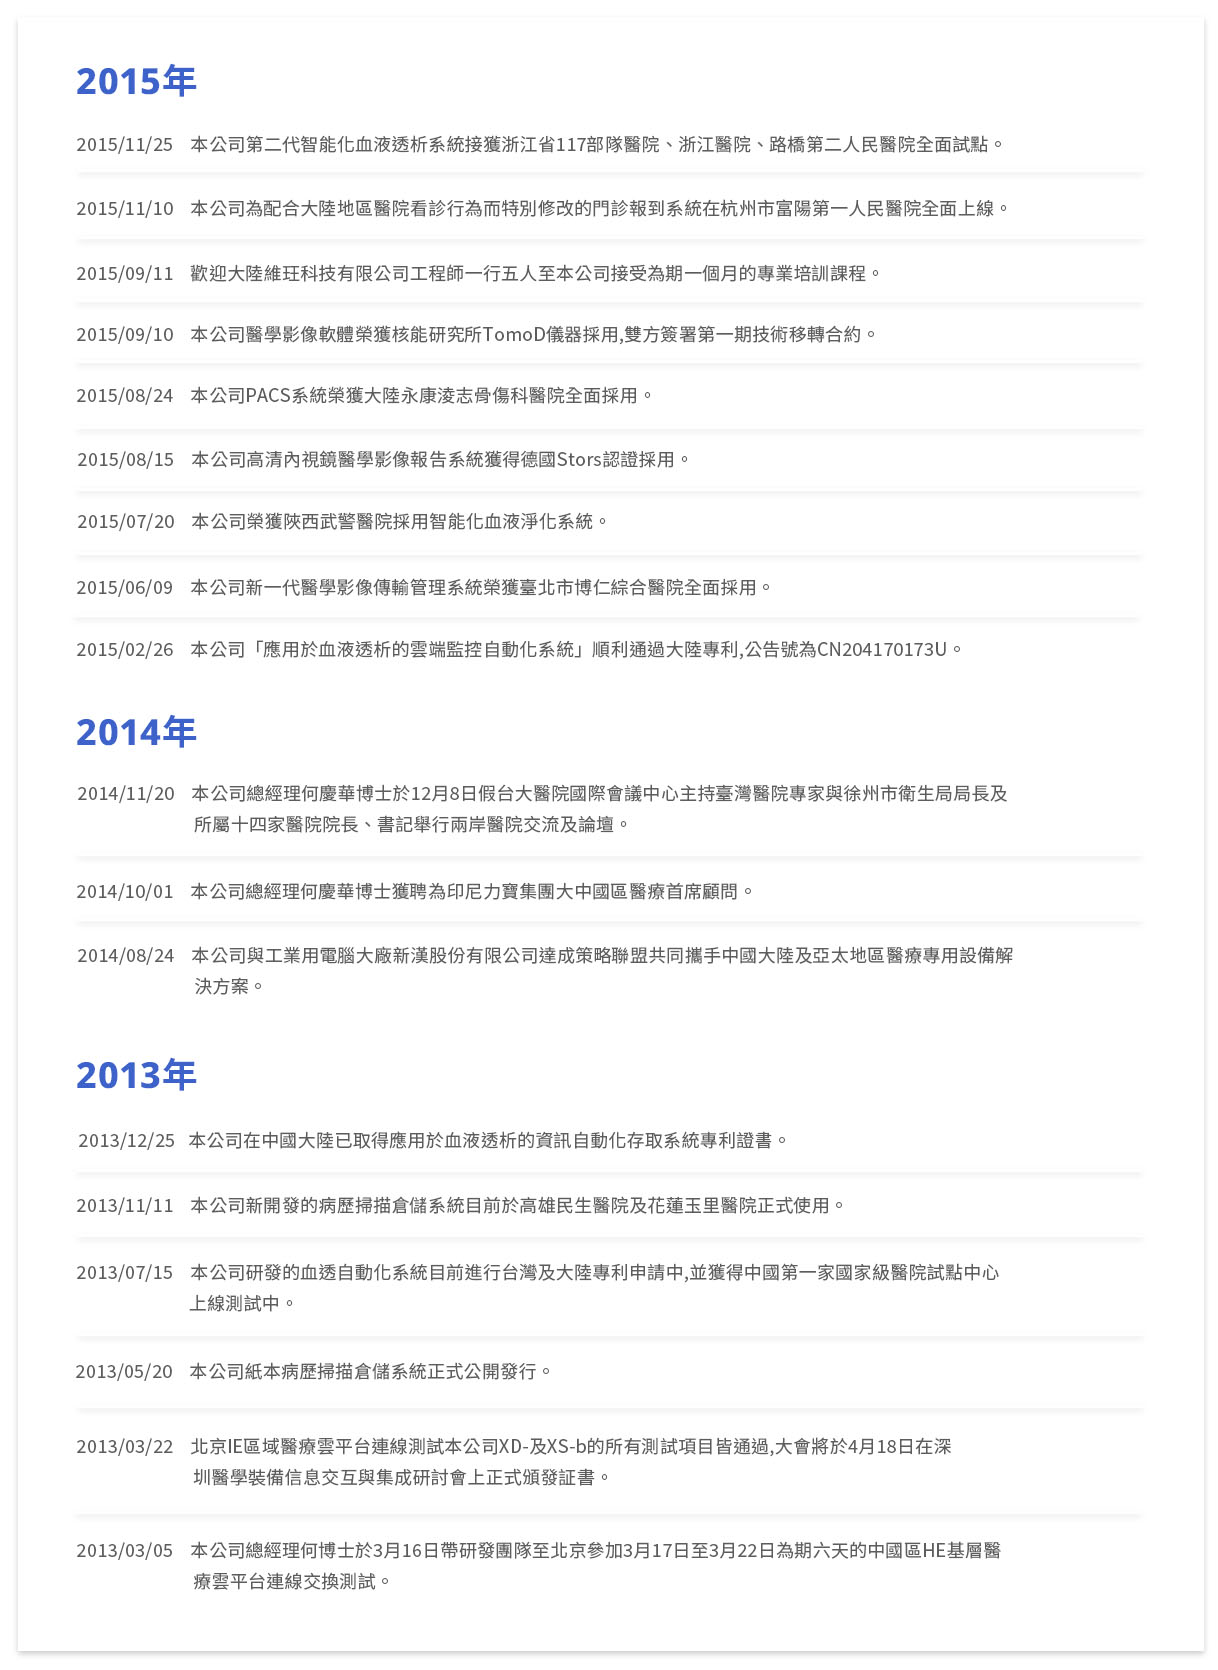 2015年
2015/11/25 本公司第二代智能化血液透析系統接獲浙江省117部隊醫院、浙江醫院、路橋第二人民醫院全面試點。
2015/11/10 本公司為配合大陸地區醫院看診行為而特別修改的門診報到系統在杭州市富陽第一人民醫院全面上線。
2015/09/11 歡迎大陸維玨科技有限公司工程師一行五人至本公司接受為期一個月的專業培訓課程。
2015/09/10 本公司醫學影像軟體榮獲核能研究所TomoD儀器採用,雙方簽署第一期技術移轉合約。
2015/08/24 本公司PACS系統榮獲大陸永康淩志骨傷科醫院全面採用。
2015/08/15 本公司高清內視鏡醫學影像報告系統獲得德國Stors認證採用。
2015/07/20 本公司榮獲陝西武警醫院採用智能化血液淨化系統。
2015/06/09 本公司新一代醫學影像傳輸管理系統榮獲臺北市博仁綜合醫院全面採用。
2015/02/26 本公司「應用於血液透析的雲端監控自動化系統」順利通過大陸專利,公告號為CN204170173U。
2014年
2014/11/20 本公司總經理何慶華博士於12月8日假台大醫院國際會議中心主持臺灣醫院專家與徐州市衛生局局長及
所屬十四家醫院院長、書記舉行兩岸醫院交流及論壇。
2014/10/01 本公司總經理何慶華博士獲聘為印尼力寶集團大中國區醫療首席顧問。
2014/08/24 本公司與工業用電腦大廠新漢股份有限公司達成策略聯盟共同攜手中國大陸及亞太地區醫療專用設備解
決方案。
2013年
2013/12/25 本公司在中國大陸已取得應用於血液透析的資訊自動化存取系統專利證書。
2013/11/11 本公司新開發的病歷掃描倉儲系統目前於高雄民生醫院及花蓮玉里醫院正式使用。
2013/07/15 本公司研發的血透自動化系統目前進行台灣及大陸專利申請中,並獲得中國第一家國家級醫院試點中心
上線測試中。
2013/05/20 本公司紙本病歷掃描倉儲系統正式公開發行。
2013/03/22 北京IE區域醫療雲平台連線測試本公司XD-及XS-b的所有測試項目皆通過,大會將於4月18日在深
圳醫學裝備信息交互與集成研討會上正式頒發証書。
2013/03/05 本公司總經理何博士於3月16日帶研發團隊至北京參加3月17日至3月22日為期六天的中國區HE基層醫
療雲平台連線交換測試。